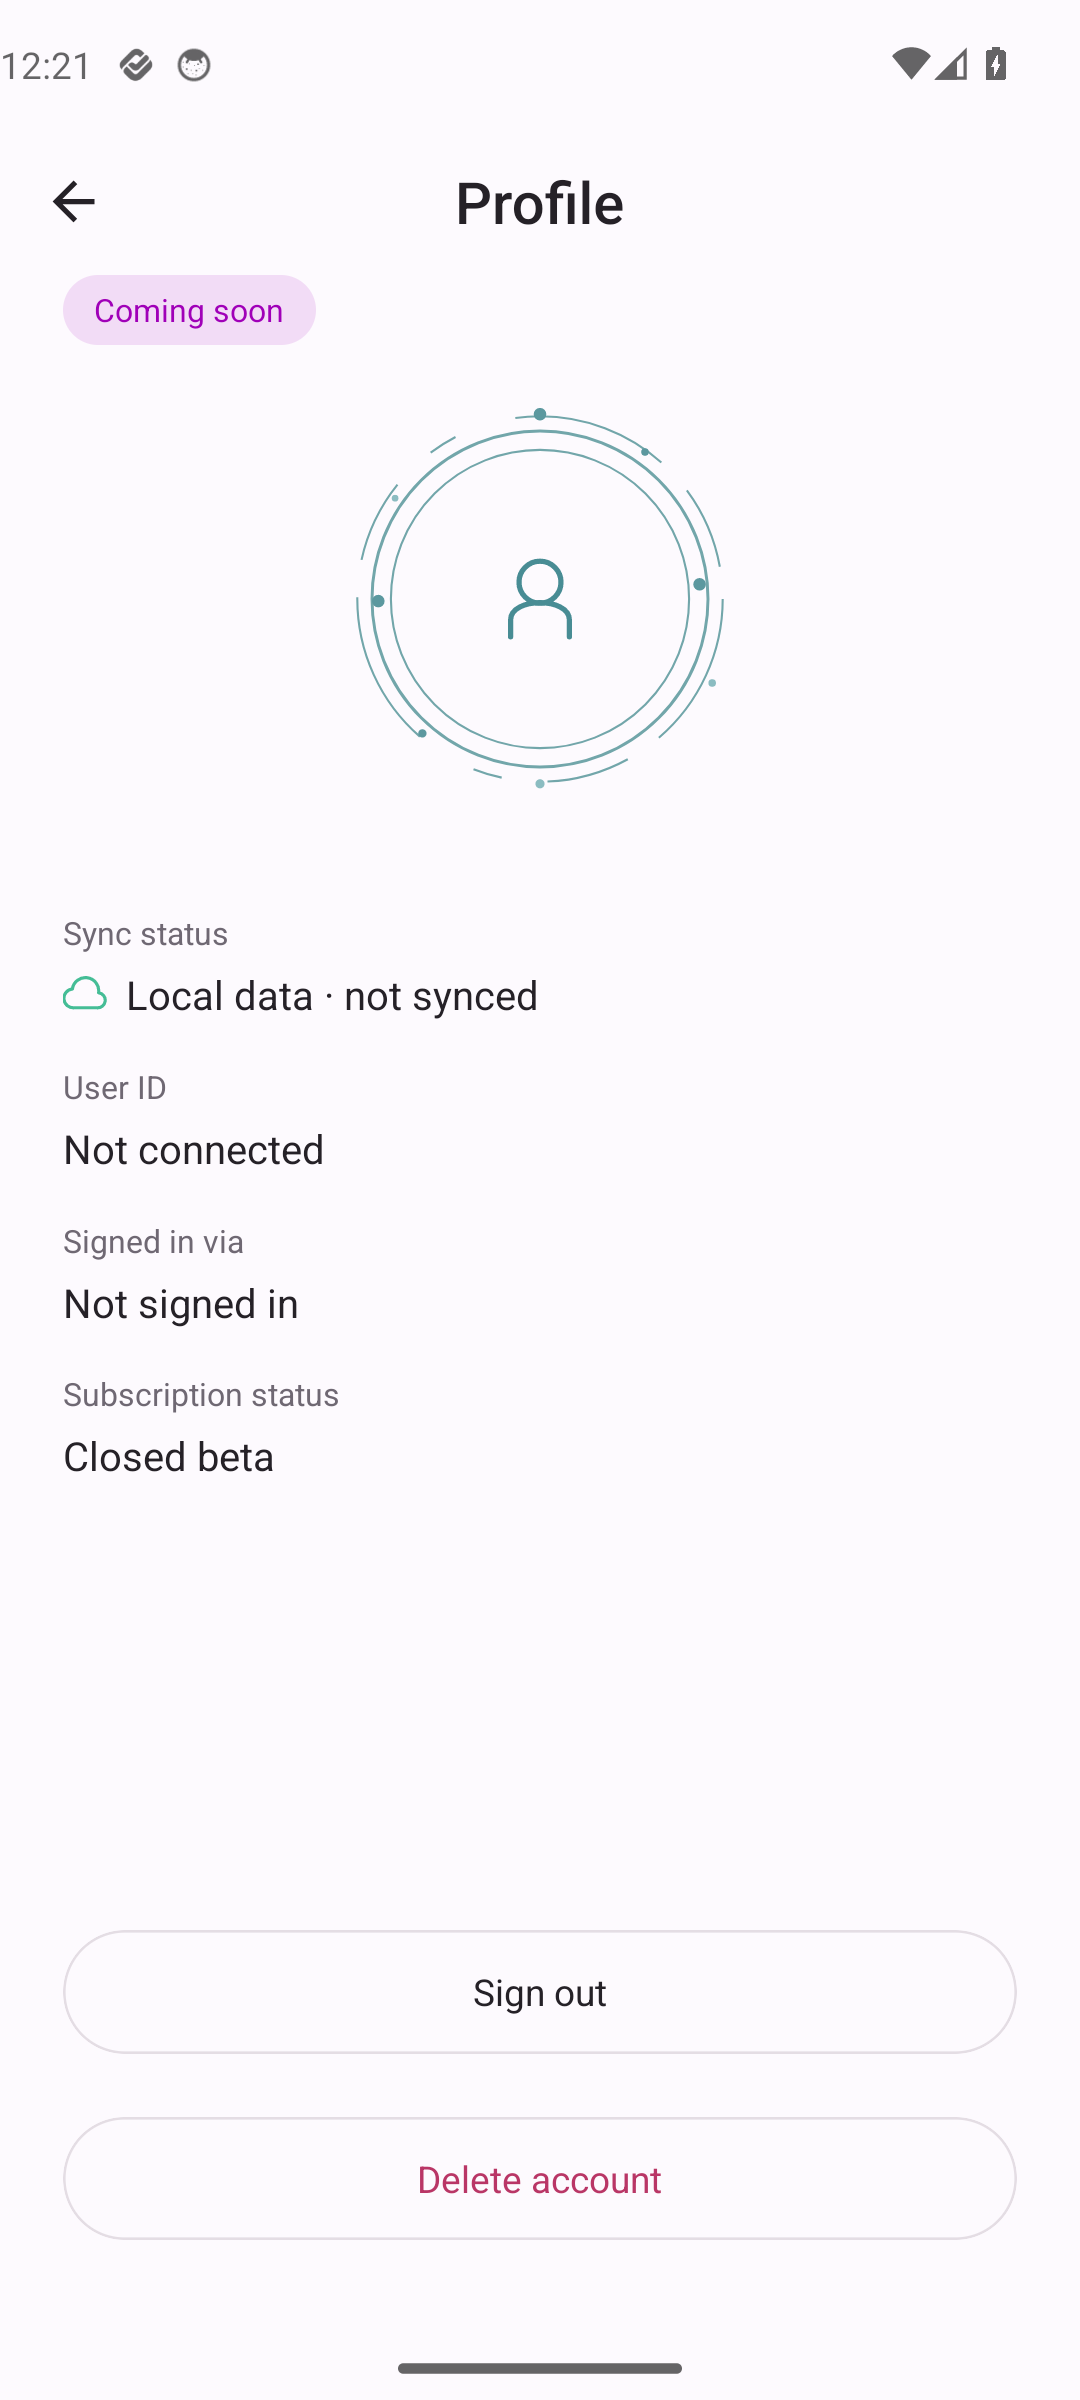 12:21
Profile
Coming soon
Sync status
Local data · not synced
User ID
Not connected
Signed in via
Not signed in
Subscription status
Closed beta
Sign out
Delete account